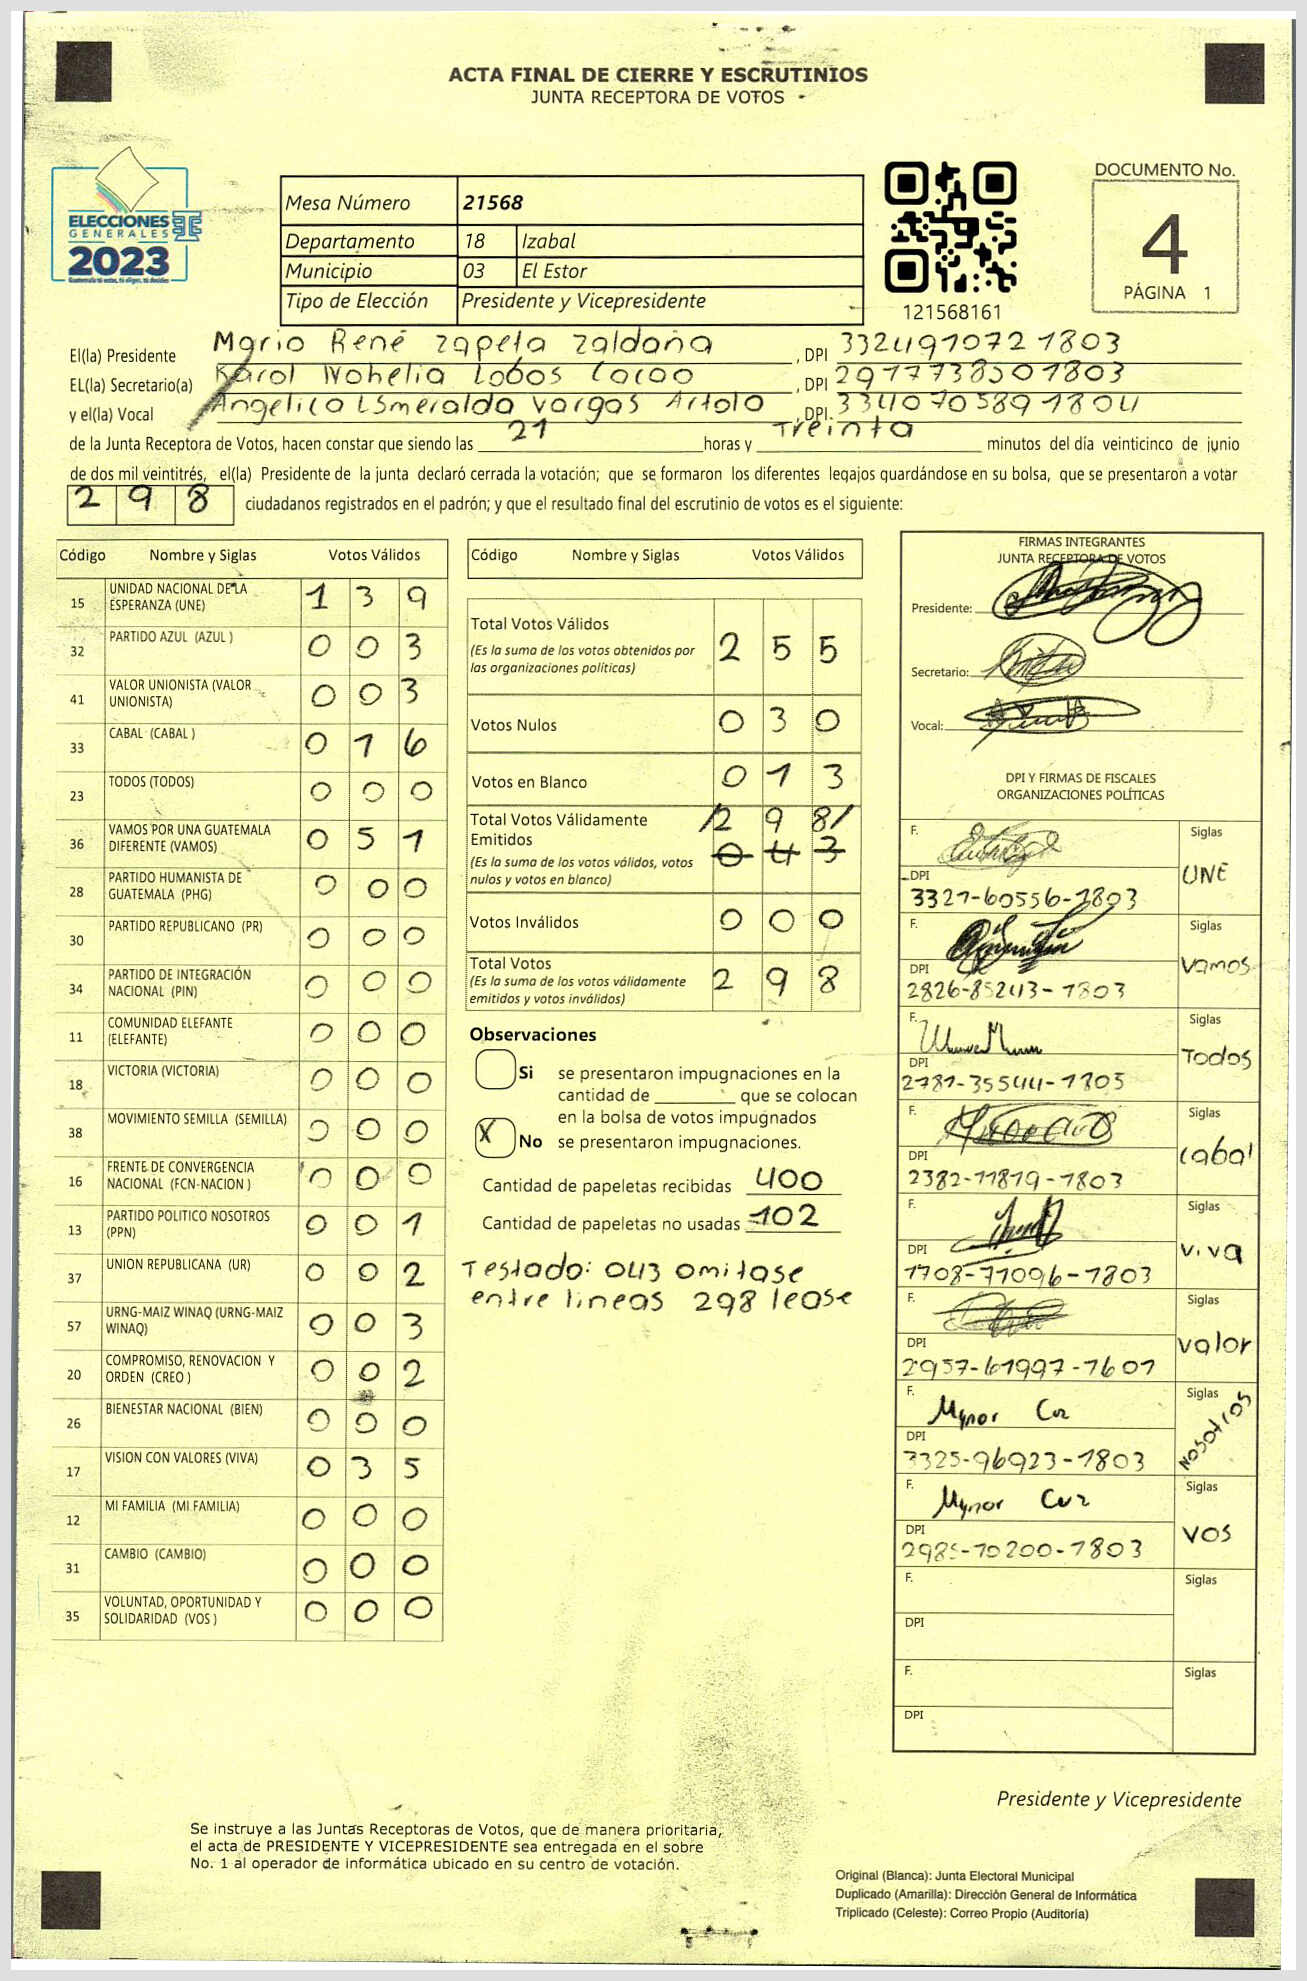 ACTA FINAL DE CIERRE Y ESCRUTINIOS
JUNTA RECEPTORA DE VOTOS
ELECCIONES
GENERALES
2023
Mesa Número 21568
Departamento 18 Izabal
Municipio 03 El Estor
Tipo de Elección Presidente y Vicepresidente
121568161
DOCUMENTO No.
4
PÁGINA 1
El(la) Presidente Mario René Zapeta Zaldaña, DPI 332491072 1803
EL(la) Secretario(a) Karol Nohelia Lobos Cacao, DPI 2917738501803
y el(la) Vocal Angelica Esmeralda Vargas Artola, DPI. 3340705891804
de la Junta Receptora de Votos, hacen constar que siendo las 21 horas y Treinta minutos del día veinticinco de junio
de dos mil veintitrés, el(la) Presidente de la junta declaró cerrada la votación; que se formaron los diferentes legajos quardándose en su bolsa, que se presentaron a votar
298 ciudadanos registrados en el padrón; y que el resultado final del escrutinio de votos es el siguiente:
Código Nombre y Siglas Votos Válidos
15 UNIDAD NACIONAL DE LA ESPERANZA (UNE) 1 3 9
32 PARTIDO AZUL (AZUL ) 0 0 3
41 VALOR UNIONISTA (VALOR UNIONISTA) 0 0 3
33 CABAL (CABAL ) 0 1 6
23 TODOS (TODOS) 0 0 0
36 VAMOS POR UNA GUATEMALA DIFERENTE (VAMOS) 0 5 1
28 PARTIDO HUMANISTA DE GUATEMALA (PHG) 0 0 0
30 PARTIDO REPUBLICANO (PR) 0 0 0
34 PARTIDO DE INTEGRACIÓN NACIONAL (PIN) 0 0 0
11 COMUNIDAD ELEFANTE (ELEFANTE) 0 0 0
18 VICTORIA (VICTORIA) 0 0 0
38 MOVIMIENTO SEMILLA (SEMILLA) 0 0 0
16 FRENTE DE CONVERGENCIA NACIONAL (FCN-NACION ) 0 0 0
13 PARTIDO POLITICO NOSOTROS (PPN) 0 0 1
37 UNION REPUBLICANA (UR) 0 0 2
57 URNG-MAIZ WINAQ (URNG-MAIZ WINAQ) 0 0 3
20 COMPROMISO, RENOVACION Y ORDEN (CREO ) 0 0 2
26 BIENESTAR NACIONAL (BIEN) 0 0 0
17 VISION CON VALORES (VIVA) 0 3 5
12 MI FAMILIA (MI FAMILIA) 0 0 0
31 CAMBIO (CAMBIO) 0 0 0
35 VOLUNTAD, OPORTUNIDAD Y SOLIDARIDAD (VOS ) 0 0 0
Código Nombre y Siglas Votos Válidos
Total Votos Válidos 2 5 5
(Es la suma de los votos obtenidos por
las organizaciones políticas)
Votos Nulos 0 3 0
Votos en Blanco 0 1 3
Total Votos Válidamente /2 9 8/
Emitidos 0 4 3
(Es la suma de los votos válidos, votos
nulos y votos en blanco)
Votos Inválidos 0 0 0
Total Votos 2 9 8
(Es la suma de los votos válidamente
emitidos y votos inválidos)
Observaciones
Si se presentaron impugnaciones en la
cantidad de ________ que se colocan
en la bolsa de votos impugnados
X No se presentaron impugnaciones.
Cantidad de papeletas recibidas 400
Cantidad de papeletas no usadas 102
Testado: 043 omitase
entre lineas 298 lease
FIRMAS INTEGRANTES
JUNTA RECEPTORA DE VOTOS
Presidente:
Secretario:
Vocal:
DPI Y FIRMAS DE FISCALES
ORGANIZACIONES POLÍTICAS
F. Siglas
UNE
DPI
3321-60556-1803
F. Siglas
Vamos
DPI
2826-85243-1803
F. Siglas
Todos
DPI
2781-35544-1805
F. Siglas
Cabal
DPI
2382-11819-1803
F. Siglas
viva
DPI
1708-71096-1803
F. Siglas
valor
DPI
2957-61997-1601
F. Mynor Siglas
NOSOTROS
DPI
3325-96923-1803
F. Mynor Siglas
VOS
DPI
2985-10200-1803
F. Siglas
DPI
F. Siglas
DPI
Presidente y Vicepresidente
Se instruye a las Juntas Receptoras de Votos, que de manera prioritaria,
el acta de PRESIDENTE Y VICEPRESIDENTE sea entregada en el sobre
No. 1 al operador de informática ubicado en su centro de votación.
Original (Blanca): Junta Electoral Municipal
Duplicado (Amarilla): Dirección General de Informática
Triplicado (Celeste): Correo Propio (Auditoría)